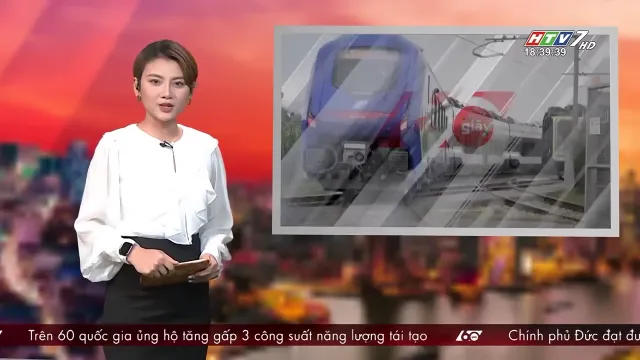 HTV7 HD
18:39:39
giây
Trên 60 quốc gia ủng hộ tăng gấp 3 công suất năng lượng tái tạo
Chính phủ Đức đạt đ